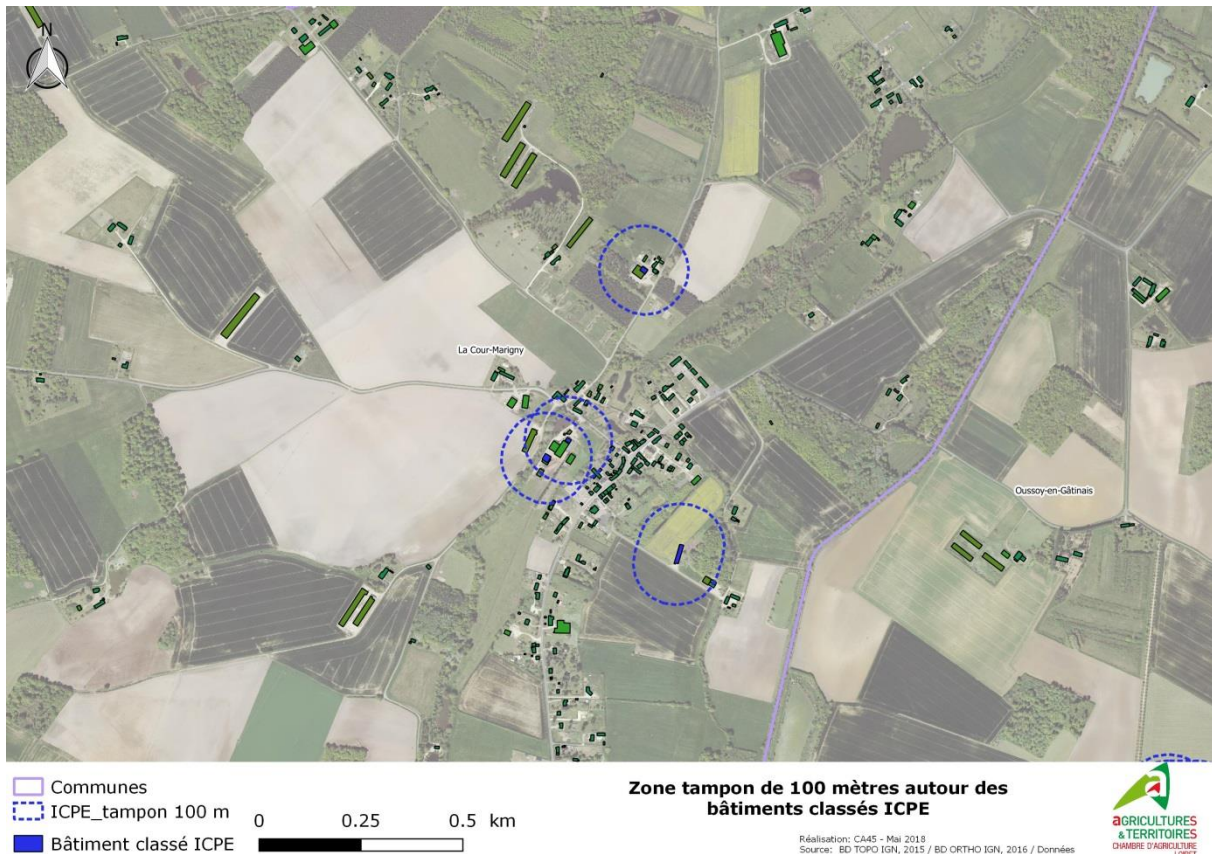 N
La Cour-Marigny
Oussoy-en-Gâtinais
Communes
ICPE_tampon 100 m
Bâtiment classé ICPE
0 0.25 0.5 km
Zone tampon de 100 mètres autour des
bâtiments classés ICPE
Réalisation: CA45 - Mai 2018
Source: BD TOPO IGN, 2015 / BD ORTHO IGN, 2016 / Données
aGRICULTURES
& TERRITOIRES
CHAMBRE D'AGRICULTURE
LOIRET